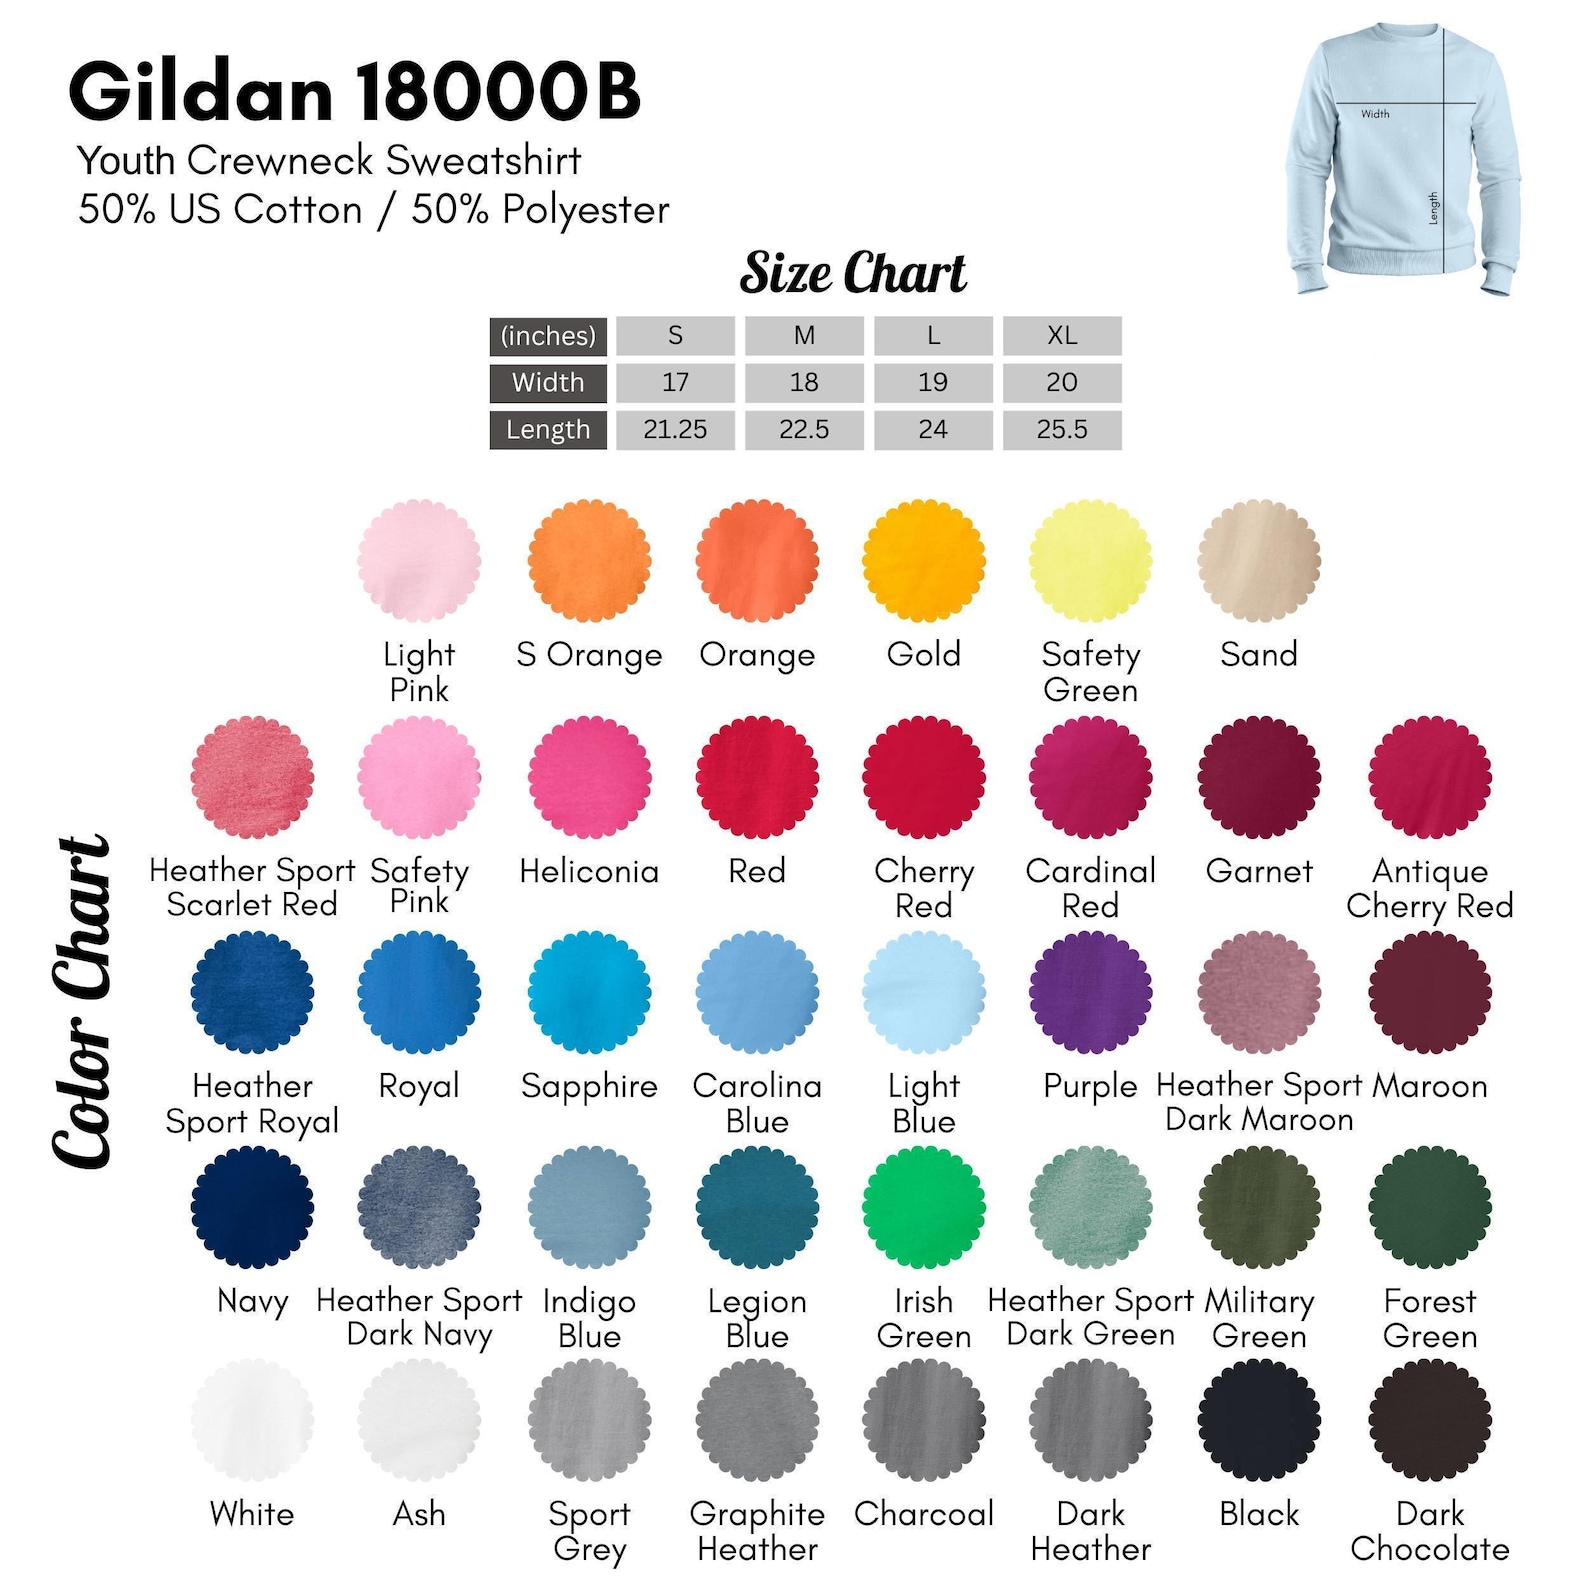 Gildan 18000B
Youth Crewneck Sweatshirt
50% US Cotton / 50% Polyester
Width
Length
Size Chart
(inches) S M L XL
Width 17 18 19 20
Length 21.25 22.5 24 25.5
Color Chart
Light Pink
S Orange
Orange
Gold
Safety Green
Sand
Heather Sport Scarlet Red
Safety Pink
Heliconia
Red
Cherry Red
Cardinal Red
Garnet
Antique Cherry Red
Heather Sport Royal
Royal
Sapphire
Carolina Blue
Light Blue
Purple
Heather Sport Dark Maroon
Maroon
Navy
Heather Sport Dark Navy
Indigo Blue
Legion Blue
Irish Green
Heather Sport Dark Green
Military Green
Forest Green
White
Ash
Sport Grey
Graphite Heather
Charcoal
Dark Heather
Black
Dark Chocolate